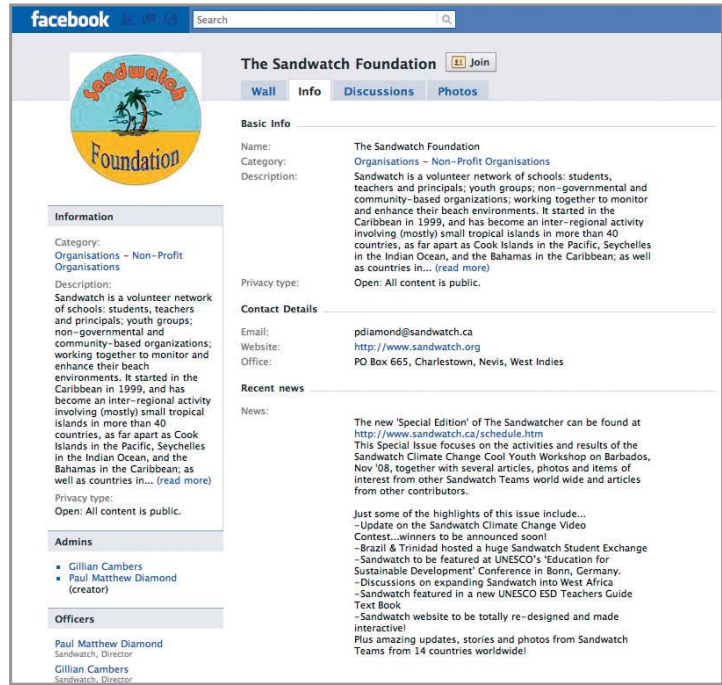 facebook
Search
Sandwatch
Foundation
The Sandwatch Foundation
Join
Wall
Info
Discussions
Photos
Information
Category:
Organisations – Non-Profit
Organisations
Description:
Sandwatch is a volunteer network
of schools: students, teachers
and principals; youth groups;
non-governmental and
community-based organizations;
working together to monitor and
enhance their beach
environments. It started in the
Caribbean in 1999, and has
become an inter-regional activity
involving (mostly) small tropical
islands in more than 40
countries, as far apart as Cook
Islands in the Pacific, Seychelles
in the Indian Ocean, and the
Bahamas in the Caribbean; as
well as countries in... (read more)
Privacy type:
Open: All content is public.
Admins
Gillian Cambers
Paul Matthew Diamond
(creator)
Officers
Paul Matthew Diamond
Sandwatch, Director
Gillian Cambers
Sandwatch, Director
Basic Info
Name: The Sandwatch Foundation
Category: Organisations – Non-Profit Organisations
Description: Sandwatch is a volunteer network of schools: students,
teachers and principals; youth groups; non-governmental and
community-based organizations; working together to monitor
and enhance their beach environments. It started in the
Caribbean in 1999, and has become an inter-regional activity
involving (mostly) small tropical islands in more than 40
countries, as far apart as Cook Islands in the Pacific, Seychelles
in the Indian Ocean, and the Bahamas in the Caribbean; as well
as countries in... (read more)
Privacy type: Open: All content is public.
Contact Details
Email: pdiamond@sandwatch.ca
Website: http://www.sandwatch.org
Office: PO Box 665, Charlestown, Nevis, West Indies
Recent news
News:
The new 'Special Edition' of The Sandwatcher can be found at
http://www.sandwatch.ca/schedule.htm
This Special Issue focuses on the activities and results of the
Sandwatch Climate Change Cool Youth Workshop on Barbados,
Nov '08, together with several articles, photos and items of
interest from other Sandwatch Teams world wide and articles
from other contributors.
Just some of the highlights of this issue include...
-Update on the Sandwatch Climate Change Video
Contest...winners to be announced soon!
-Brazil & Trinidad hosted a huge Sandwatch Student Exchange
-Sandwatch to be featured at UNESCO's 'Education for
Sustainable Development' Conference in Bonn, Germany.
-Discussions on expanding Sandwatch into West Africa
-Sandwatch featured in a new UNESCO ESD Teachers Guide
Text Book
-Sandwatch website to be totally re-designed and made
interactive!
Plus amazing updates, stories and photos from Sandwatch
Teams from 14 countries worldwide!